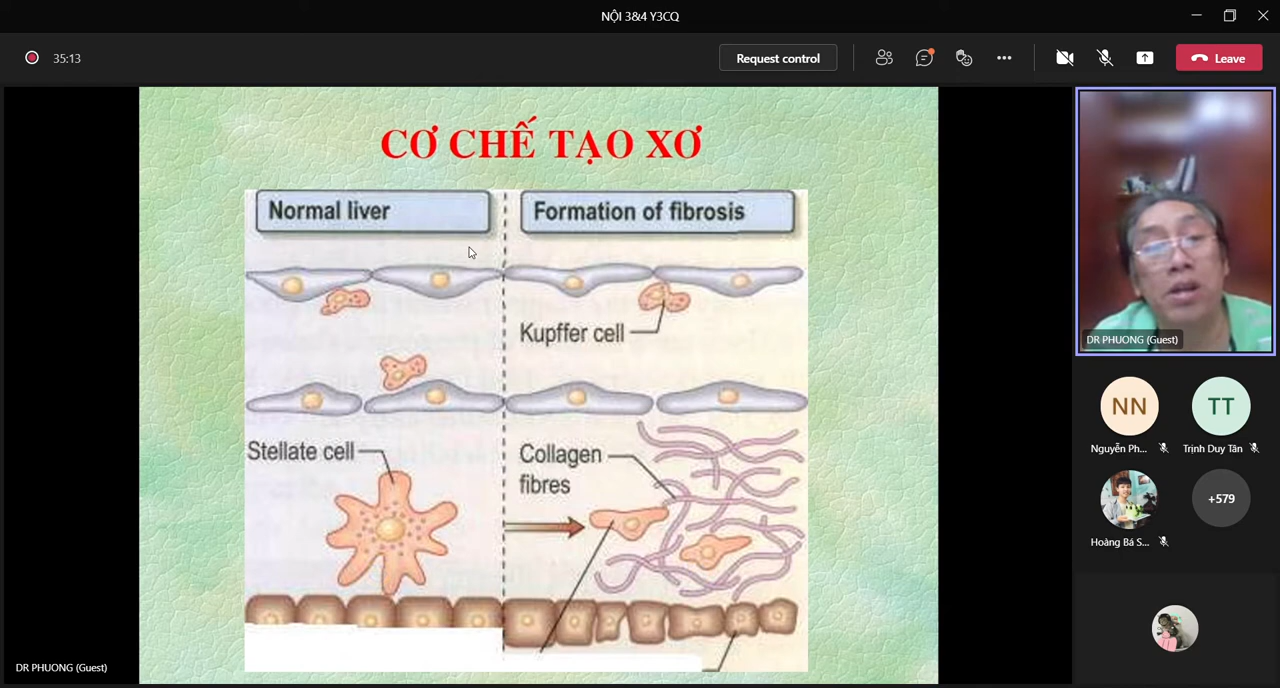 NỘI 3&4 Y3CQ
35:13
Request control
Leave
CƠ CHẾ TẠO XƠ
Normal liver
Formation of fibrosis
Kupffer cell
Stellate cell
Collagen
fibres
DR PHUONG (Guest)
NN
TT
Nguyễn Ph...
Trịnh Duy Tân
+579
Hoàng Bá S...
DR PHUONG (Guest)